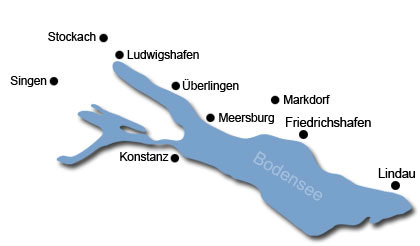 Stockach
Ludwigshafen
Singen
Überlingen
Markdorf
Meersburg
Friedrichshafen
Konstanz
Bodensee
Lindau